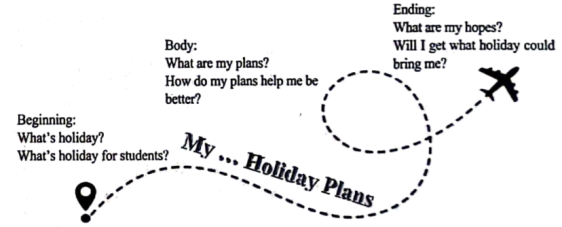 Beginning:
What's holiday?
What's holiday for students?
Body:
What are my plans?
How do my plans help me be
better?
Ending:
What are my hopes?
Will I get what holiday could
bring me?
My ... Holiday Plans